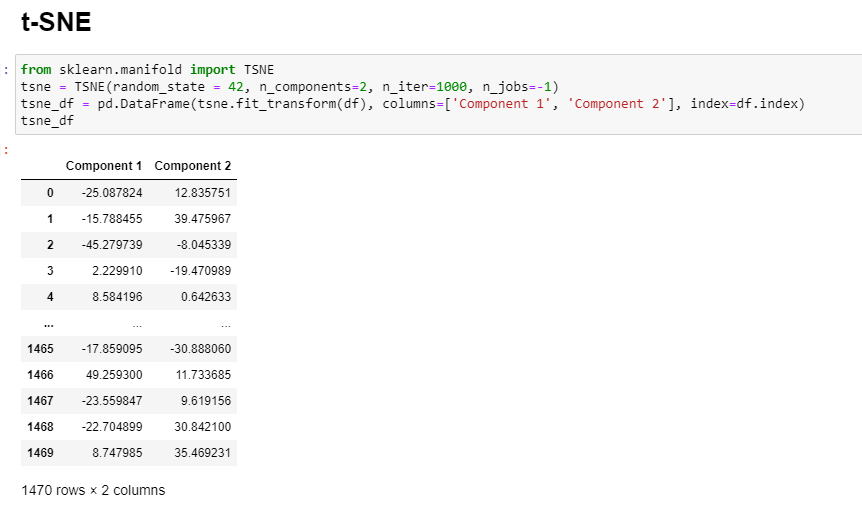 t-SNE
: from sklearn.manifold import TSNE
tsne = TSNE(random_state = 42, n_components=2, n_iter=1000, n_jobs=-1)
tsne_df = pd.DataFrame(tsne.fit_transform(df), columns=['Component 1', 'Component 2'], index=df.index)
tsne_df
:
Component 1 Component 2
0 -25.087824 12.835751
1 -15.788455 39.475967
2 -45.279739 -8.045339
3 2.229910 -19.470989
4 8.584196 0.642633
... ... ...
1465 -17.859095 -30.888060
1466 49.259300 11.733685
1467 -23.559847 9.619156
1468 -22.704899 30.842100
1469 8.747985 35.469231
1470 rows × 2 columns